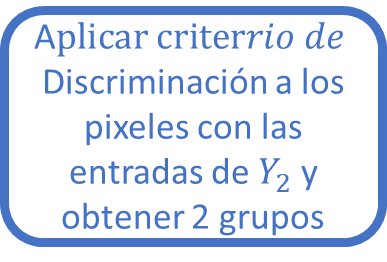 Aplicar criterrio de
Discriminación a los
pixeles con las
entradas de Y₂ y
obtener 2 grupos